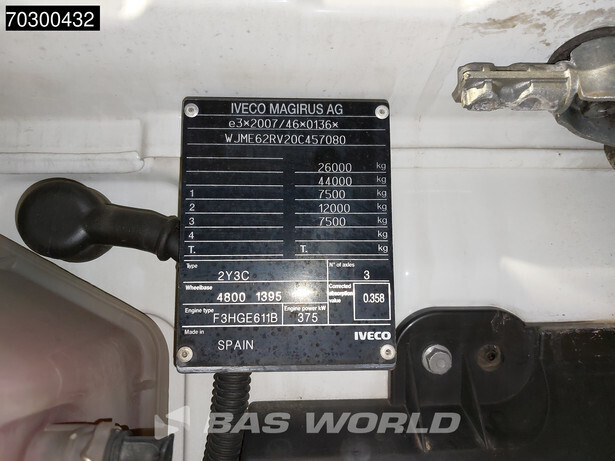 70300432
IVECO MAGIRUS AG
e3*2007/46*0136*
WJME62RV20C457080
26000 kg
44000 kg
1 7500 kg
2 12000 kg
3 7500 kg
4 kg
T. T. kg
Type 2Y3C N° of axles 3
Wheelbase 4800 1395 Corrected absorption value 0.358
Engine type F3HGE611B Engine power kW 375
Made in SPAIN IVECO
BAS WORLD